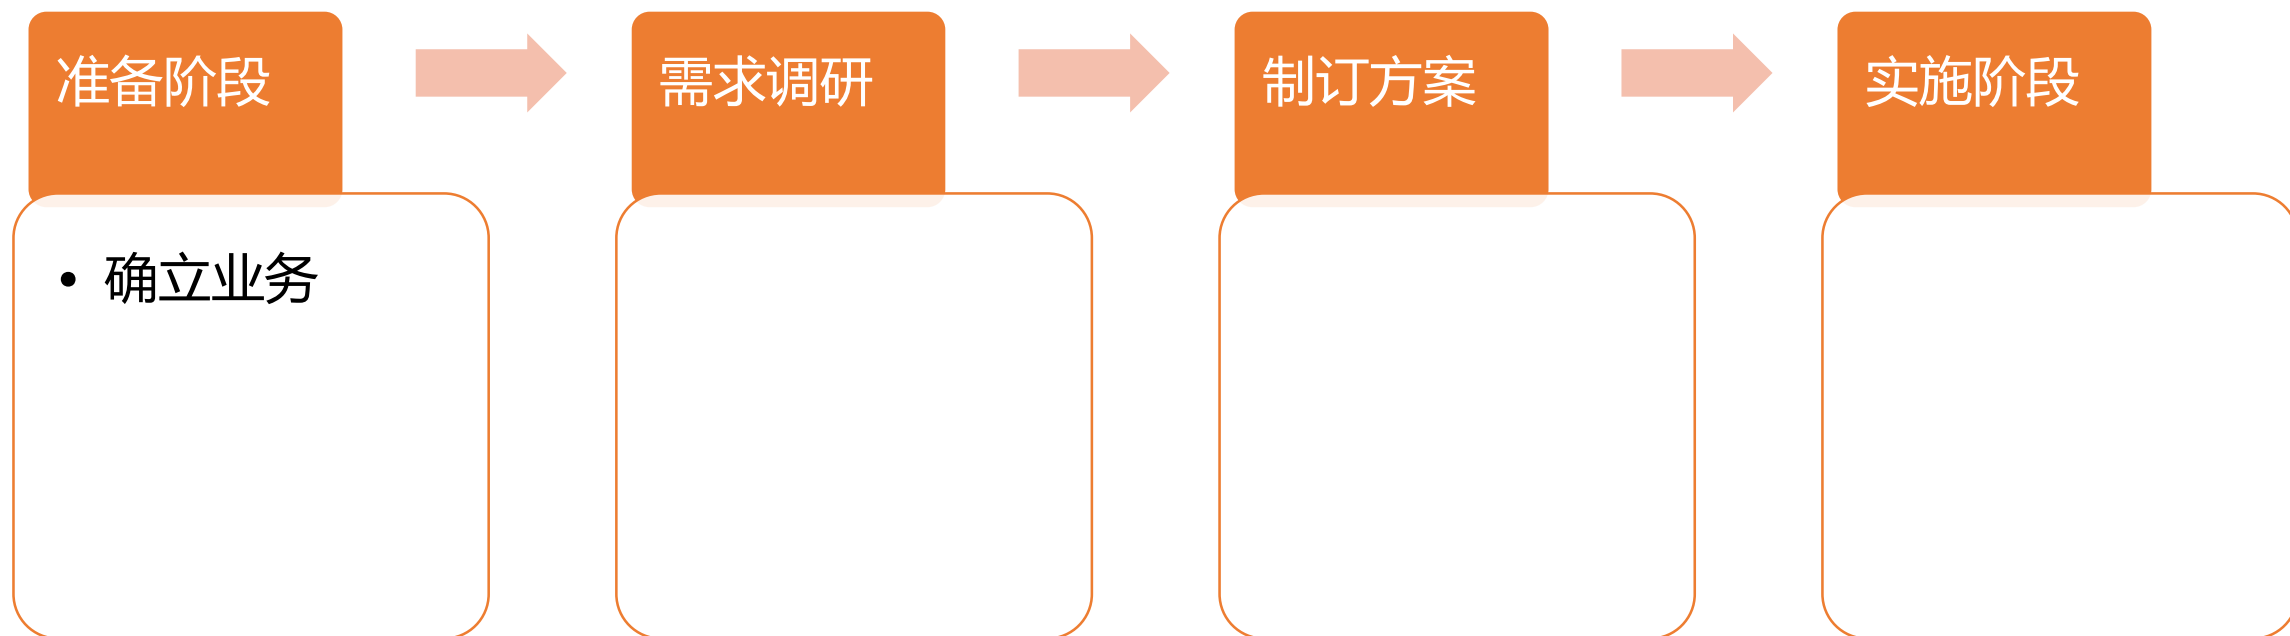 准备阶段
• 确立业务
需求调研
制订方案
实施阶段